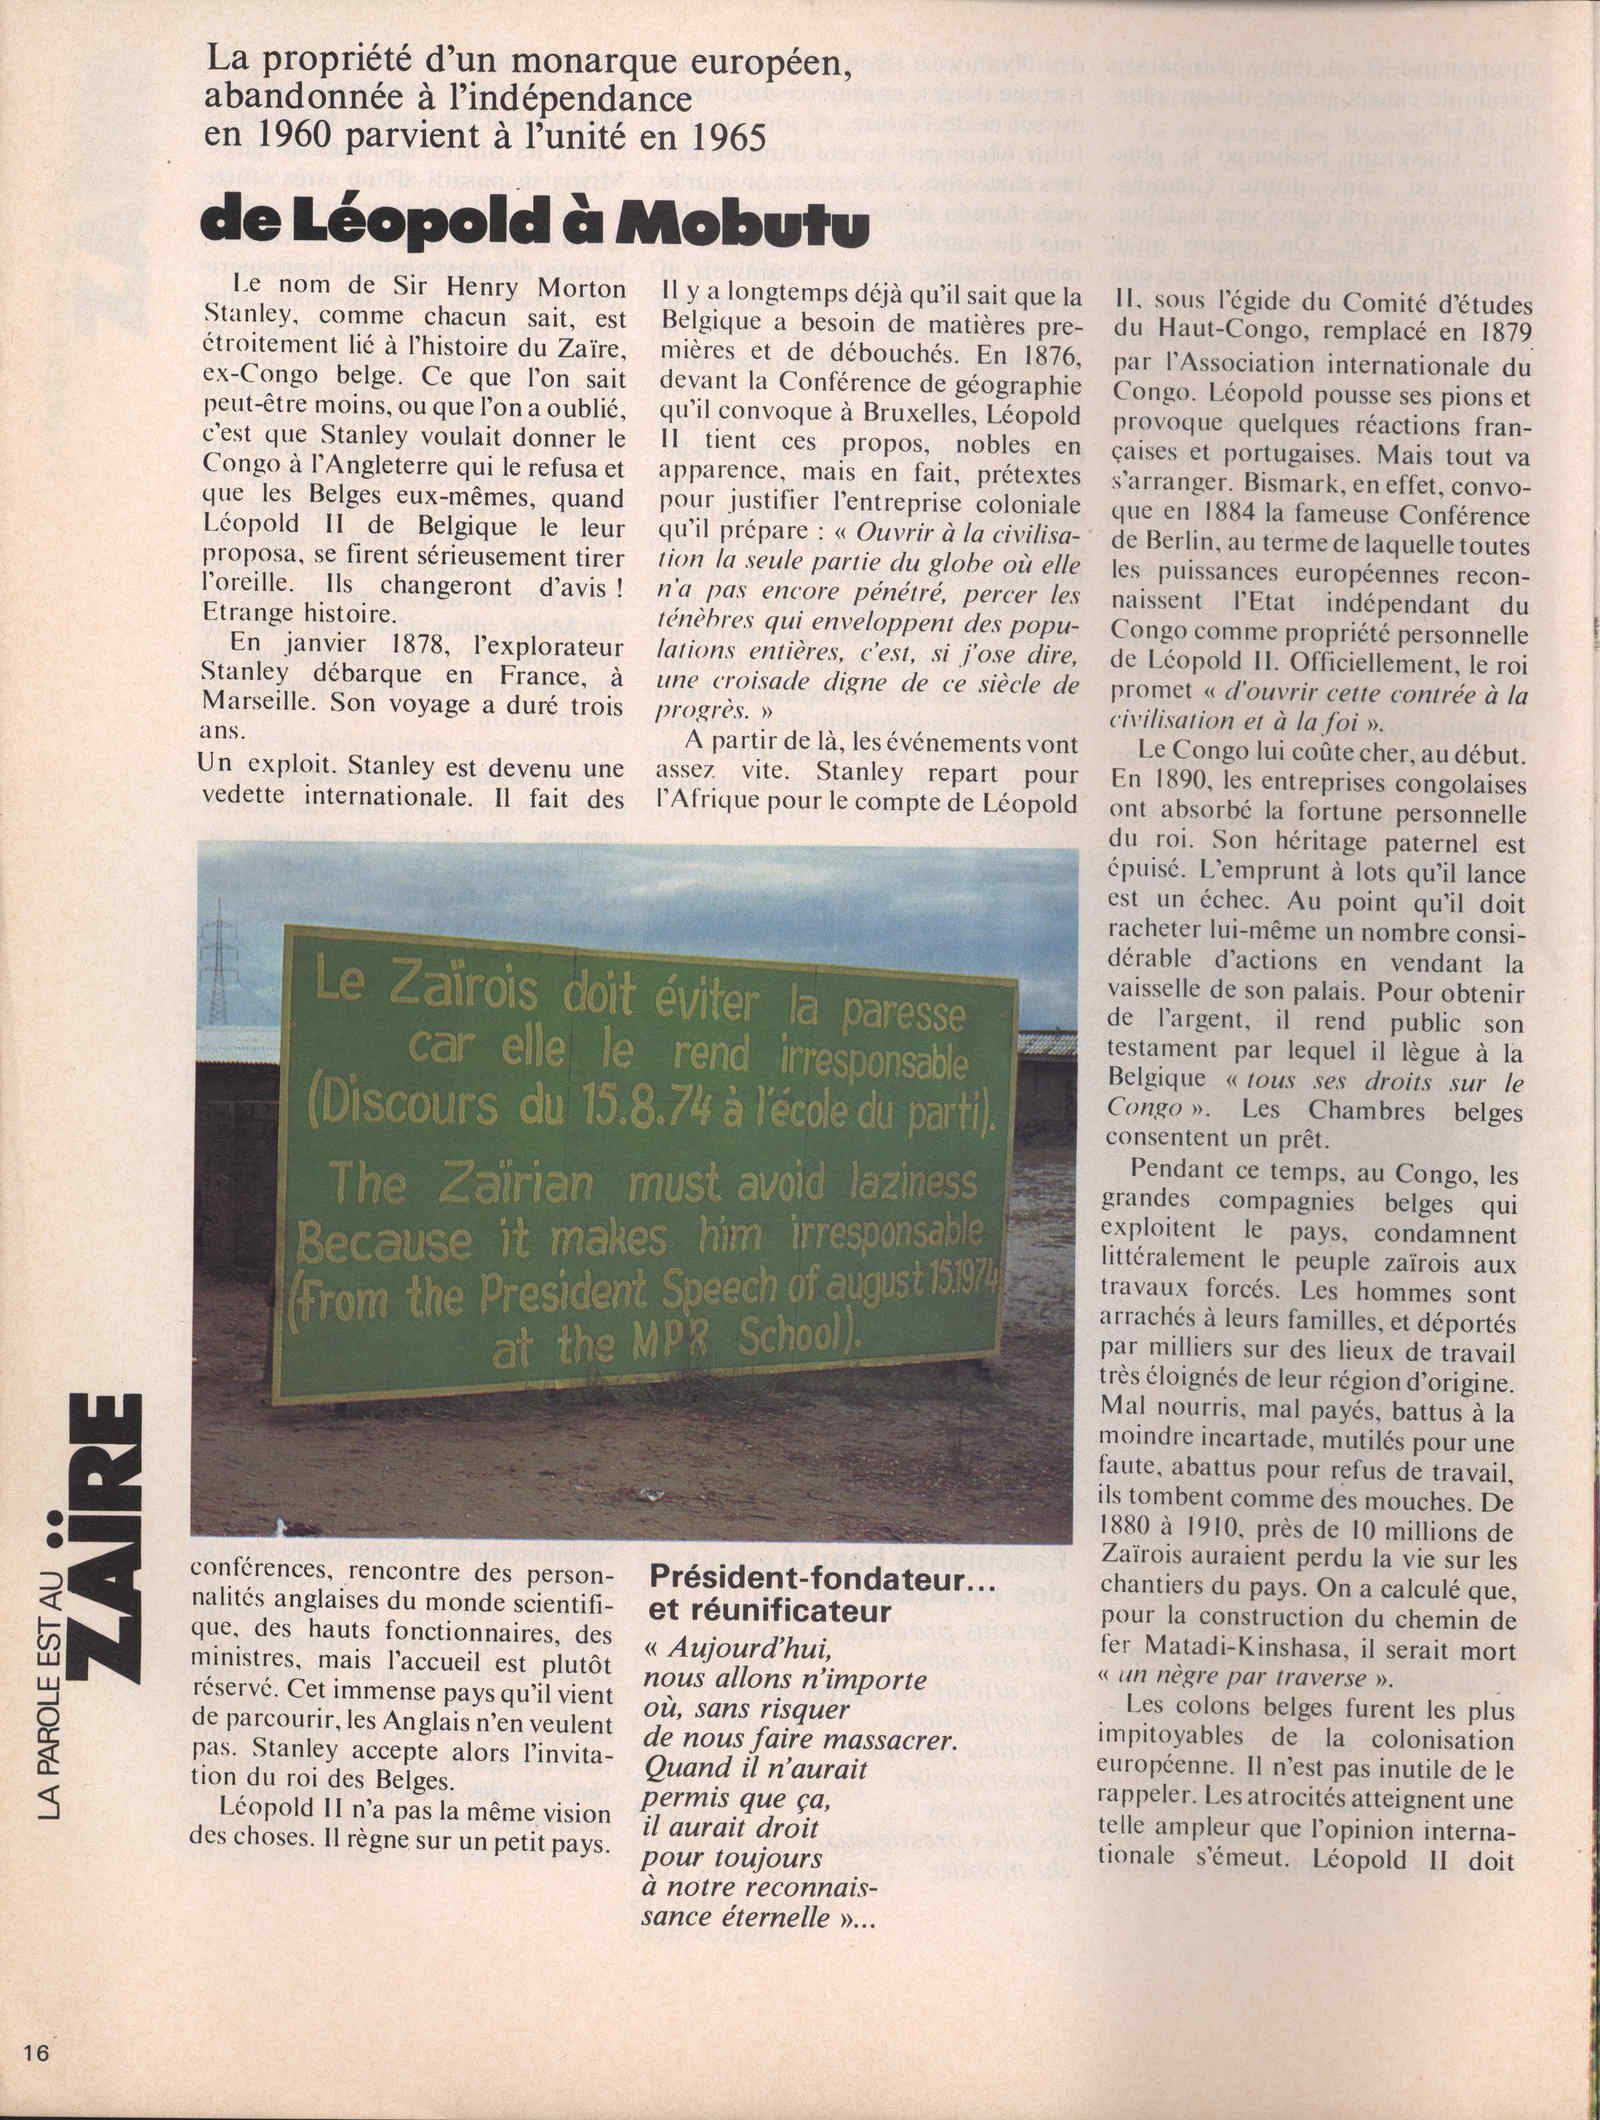 La propriété d'un monarque européen,
abandonnée à l'indépendance
en 1960 parvient à l'unité en 1965
de Léopold à Mobutu
Le nom de Sir Henry Morton
Stanley, comme chacun sait, est
étroitement lié à l'histoire du Zaïre,
ex-Congo belge. Ce que l'on sait
peut-être moins, ou que l'on a oublié,
c'est que Stanley voulait donner le
Congo à l'Angleterre qui le refusa et
que les Belges eux-mêmes, quand
Léopold II de Belgique le leur
proposa, se firent sérieusement tirer
l'oreille. Ils changeront d'avis !
Etrange histoire.
En janvier 1878, l'explorateur
Stanley débarque en France, à
Marseille. Son voyage a duré trois
ans.
Un exploit. Stanley est devenu une
vedette internationale. Il fait des
conférences, rencontre des person-
nalités anglaises du monde scientifi-
que, des hauts fonctionnaires, des
ministres, mais l'accueil est plutôt
réservé. Cet immense pays qu'il vient
de parcourir, les Anglais n'en veulent
pas. Stanley accepte alors l'invita-
tion du roi des Belges.
Léopold II n'a pas la même vision
des choses. Il règne sur un petit pays.
Il y a longtemps déjà qu'il sait que la
Belgique a besoin de matières pre-
mières et de débouchés. En 1876,
devant la Conférence de géographie
qu'il convoque à Bruxelles, Léopold
II tient ces propos, nobles en
apparence, mais en fait, prétextes
pour justifier l'entreprise coloniale
qu'il prépare : « Ouvrir à la civilisa-
tion la seule partie du globe où elle
n'a pas encore pénétré, percer les
ténèbres qui enveloppent des popu-
lations entières, c'est, si j'ose dire,
une croisade digne de ce siècle de
progrès. »
A partir de là, les événements vont
assez vite. Stanley repart pour
l'Afrique pour le compte de Léopold
II, sous l'égide du Comité d'études
du Haut-Congo, remplacé en 1879
par l'Association internationale du
Congo. Léopold pousse ses pions et
provoque quelques réactions fran-
çaises et portugaises. Mais tout va
s'arranger. Bismark, en effet, convo-
que en 1884 la fameuse Conférence
de Berlin, au terme de laquelle toutes
les puissances européennes recon-
naissent l'Etat indépendant du
Congo comme propriété personnelle
de Léopold II. Officiellement, le roi
promet « d'ouvrir cette contrée à la
civilisation et à la foi ».
Le Congo lui coûte cher, au début.
En 1890, les entreprises congolaises
ont absorbé la fortune personnelle
du roi. Son héritage paternel est
épuisé. L'emprunt à lots qu'il lance
est un échec. Au point qu'il doit
racheter lui-même un nombre consi-
dérable d'actions en vendant la
vaisselle de son palais. Pour obtenir
de l'argent, il rend public son
testament par lequel il lègue à la
Belgique « tous ses droits sur le
Congo ». Les Chambres belges
consentent un prêt.
Pendant ce temps, au Congo, les
grandes compagnies belges qui
exploitent le pays, condamnent
littéralement le peuple zaïrois aux
travaux forcés. Les hommes sont
arrachés à leurs familles, et déportés
par milliers sur des lieux de travail
très éloignés de leur région d'origine.
Mal nourris, mal payés, battus à la
moindre incartade, mutilés pour une
faute, abattus pour refus de travail,
ils tombent comme des mouches. De
1880 à 1910, près de 10 millions de
Zaïrois auraient perdu la vie sur les
chantiers du pays. On a calculé que,
pour la construction du chemin de
fer Matadi-Kinshasa, il serait mort
« un nègre par traverse ».
Les colons belges furent les plus
impitoyables de la colonisation
européenne. Il n'est pas inutile de le
rappeler. Les atrocités atteignent une
telle ampleur que l'opinion interna-
tionale s'émeut. Léopold II doit
Le Zaïrois doit éviter la paresse
car elle le rend irresponsable
(Discours du 15.8.74 à l'école du parti).
The Zaïrian must avoid laziness
Because it makes him irresponsable
(From the President Speech of august 15.1974
at the MPR School).
Président-fondateur...
et réunificateur
« Aujourd'hui,
nous allons n'importe
où, sans risquer
de nous faire massacrer.
Quand il n'aurait
permis que ça,
il aurait droit
pour toujours
à notre reconnais-
sance éternelle »...
LA PAROLE EST AU
ZAÏRE
16